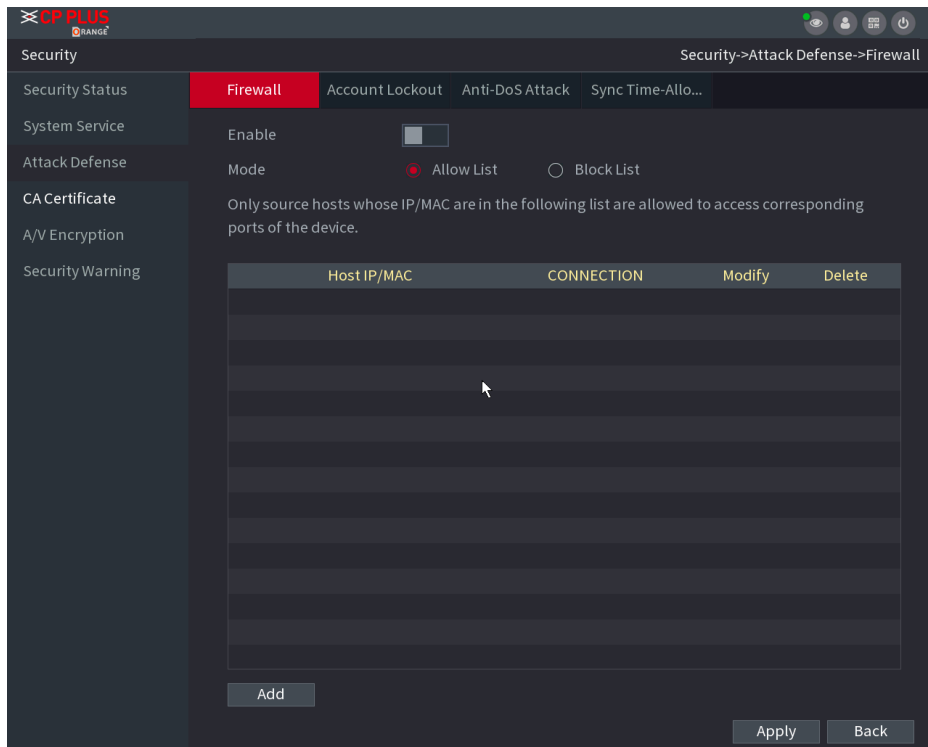 CP PLUS
ORANGE
Security
Security->Attack Defense->Firewall
Security Status
System Service
Attack Defense
CA Certificate
A/V Encryption
Security Warning
Firewall
Account Lockout
Anti-DoS Attack
Sync Time-Allo...
Enable
Mode
Allow List
Block List
Only source hosts whose IP/MAC are in the following list are allowed to access corresponding
ports of the device.
Host IP/MAC
CONNECTION
Modify
Delete
Add
Apply
Back